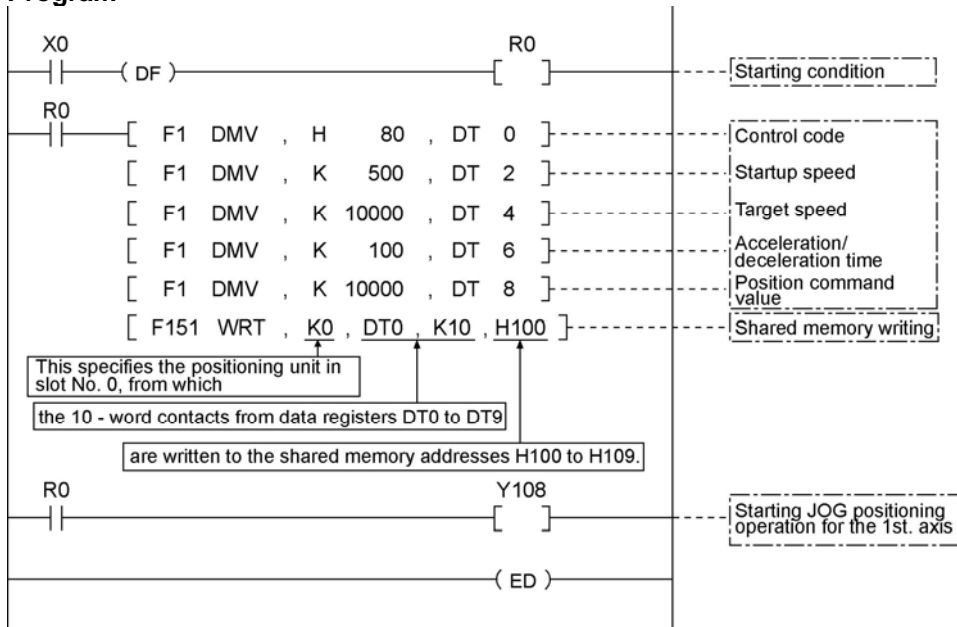 X0 R0
( DF ) [ ] Starting condition
R0
[ F1 DMV , H 80 , DT 0 ] Control code
[ F1 DMV , K 500 , DT 2 ] Startup speed
[ F1 DMV , K 10000 , DT 4 ] Target speed
[ F1 DMV , K 100 , DT 6 ] Acceleration/
deceleration time
[ F1 DMV , K 10000 , DT 8 ] Position command
value
[ F151 WRT , K0 , DT0 , K10 , H100 ] Shared memory writing
This specifies the positioning unit in
slot No. 0, from which
the 10 - word contacts from data registers DT0 to DT9
are written to the shared memory addresses H100 to H109.
R0 Y108
[ ] Starting JOG positioning
operation for the 1st. axis
( ED )